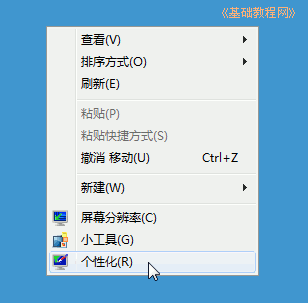 《基础教程网》
查看(V)
排序方式(O)
刷新(E)
粘贴(P)
粘贴快捷方式(S)
撤消 移动(U) Ctrl+Z
新建(W)
屏幕分辨率(C)
小工具(G)
个性化(R)